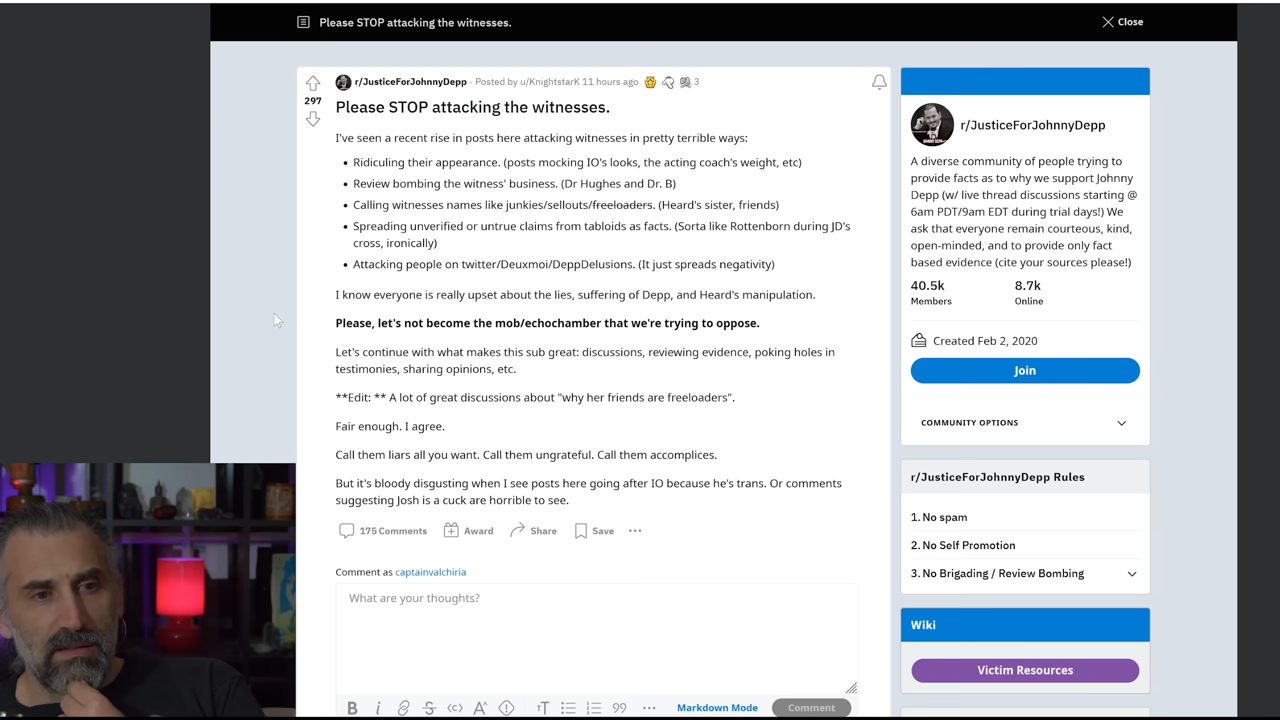 Please STOP attacking the witnesses.
Close
r/JusticeForJohnnyDepp · Posted by u/KnightstarK 11 hours ago 3
297
Please STOP attacking the witnesses.
I've seen a recent rise in posts here attacking witnesses in pretty terrible ways:
• Ridiculing their appearance. (posts mocking IO's looks, the acting coach's weight, etc)
• Review bombing the witness' business. (Dr Hughes and Dr. B)
• Calling witnesses names like junkies/sellouts/freeloaders. (Heard's sister, friends)
• Spreading unverified or untrue claims from tabloids as facts. (Sorta like Rottenborn during JD's
cross, ironically)
• Attacking people on twitter/Deuxmoi/DeppDelusions. (It just spreads negativity)
I know everyone is really upset about the lies, suffering of Depp, and Heard's manipulation.
Please, let's not become the mob/echochamber that we're trying to oppose.
Let's continue with what makes this sub great: discussions, reviewing evidence, poking holes in
testimonies, sharing opinions, etc.
**Edit: ** A lot of great discussions about "why her friends are freeloaders".
Fair enough. I agree.
Call them liars all you want. Call them ungrateful. Call them accomplices.
But it's bloody disgusting when I see posts here going after IO because he's trans. Or comments
suggesting Josh is a cuck are horrible to see.
175 Comments Award Share Save
Comment as captainvalchiria
What are your thoughts?
Markdown Mode Comment
r/JusticeForJohnnyDepp
A diverse community of people trying to
provide facts as to why we support Johnny
Depp (w/ live thread discussions starting @
6am PDT/9am EDT during trial days!) We
ask that everyone remain courteous, kind,
open-minded, and to provide only fact
based evidence (cite your sources please!)
40.5k 8.7k
Members Online
Created Feb 2, 2020
Join
COMMUNITY OPTIONS
r/JusticeForJohnnyDepp Rules
1. No spam
2. No Self Promotion
3. No Brigading / Review Bombing
Wiki
Victim Resources